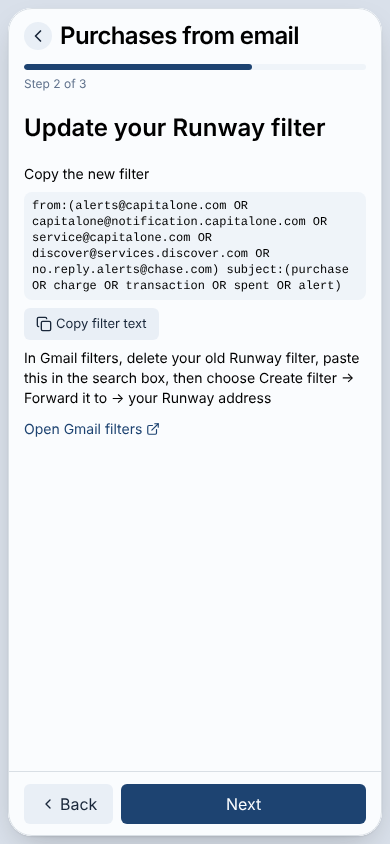 Purchases from email
Step 2 of 3
Update your Runway filter
Copy the new filter
from:(alerts@capitalone.com OR
capitalone@notification.capitalone.com OR
service@capitalone.com OR
discover@services.discover.com OR
no.reply.alerts@chase.com) subject:(purchase
OR charge OR transaction OR spent OR alert)
Copy filter text
In Gmail filters, delete your old Runway filter, paste
this in the search box, then choose Create filter →
Forward it to → your Runway address
Open Gmail filters
Back
Next